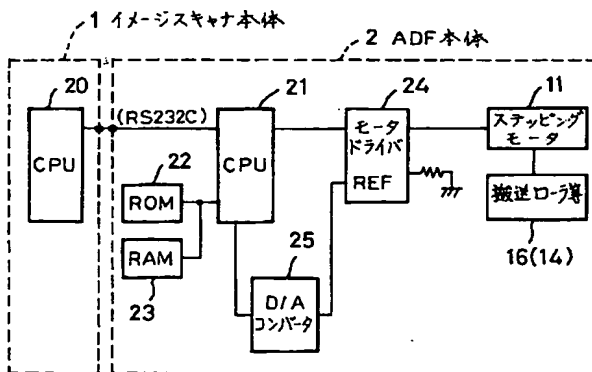 1 イメージスキャナ本体
2 ADF本体
20
CPU
(RS232C)
21
CPU
22
ROM
RAM
23
24
モータ
ドライバ
REF
25
D/A
コンバータ
11
ステッピング
モータ
搬送ローラ等
16(14)